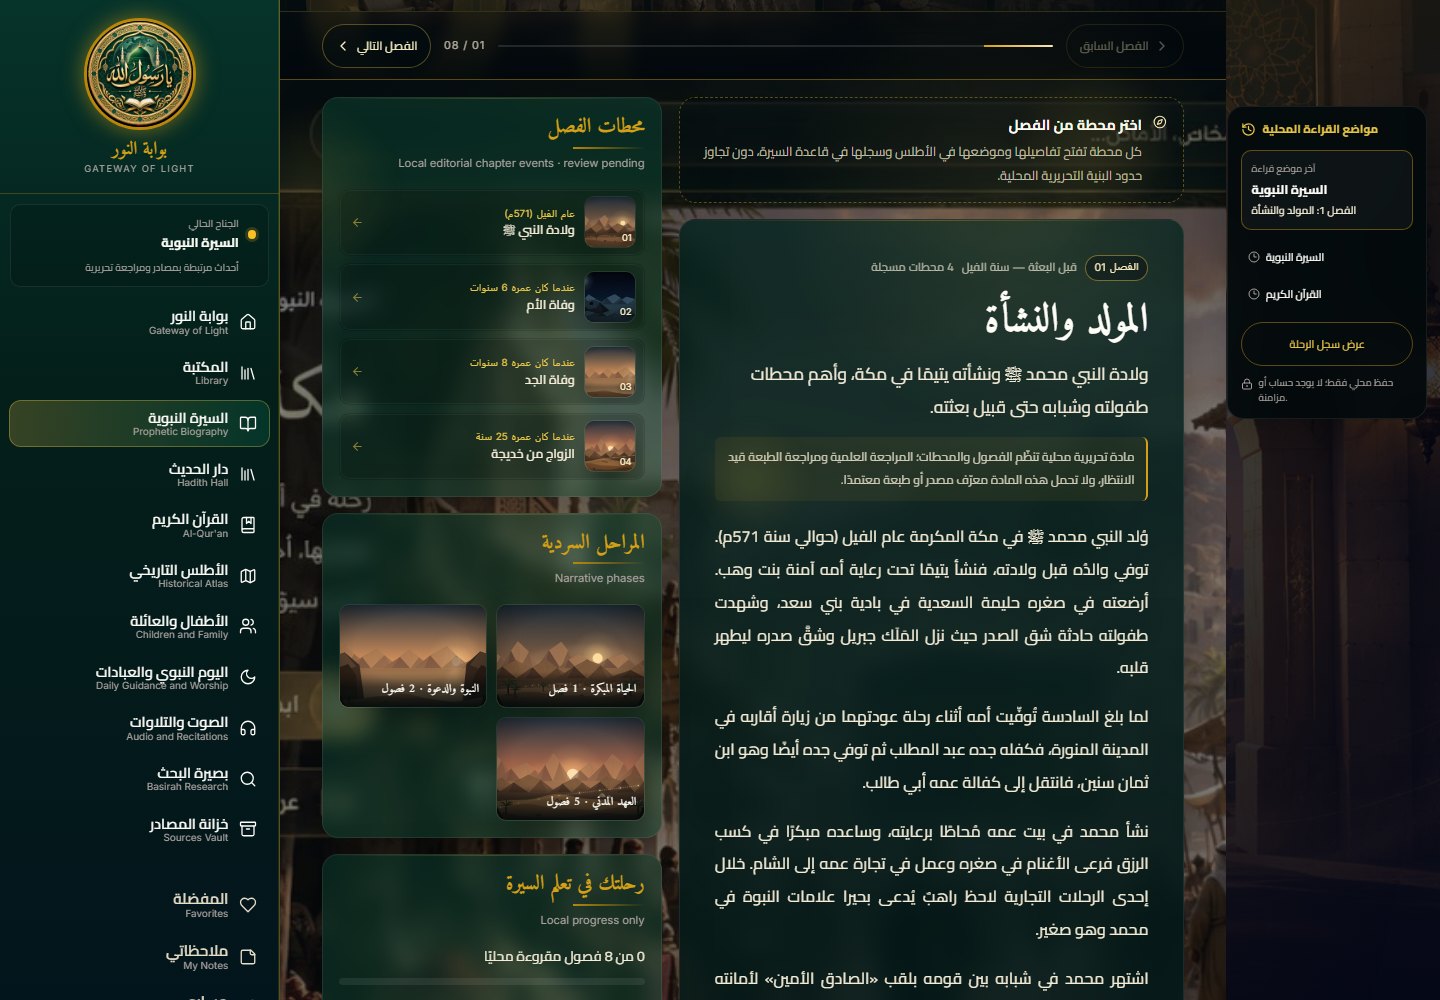 يا رسول الله
بوابة النور
GATEWAY OF LIGHT
الجناح الحالي
السيرة النبوية
أحداث مرتبطة بمصادر ومراجعة تحريرية
بوابة النور
Gateway of Light
المكتبة
Library
السيرة النبوية
Prophetic Biography
دار الحديث
Hadith Hall
القرآن الكريم
Al-Qur'an
الأطلس التاريخي
Historical Atlas
الأطفال والعائلة
Children and Family
اليوم النبوي والعبادات
Daily Guidance and Worship
الصوت والتلاوات
Audio and Recitations
بصيرة البحث
Basirah Research
خزانة المصادر
Sources Vault
المفضلة
Favorites
ملاحظاتي
My Notes
الفصل السابق
08 / 01
الفصل التالي
اختر محطة من الفصل
كل محطة تفتح تفاصيلها وموضعها في الأطلس وسجلها في قاعدة السيرة، دون تجاوز
حدود البنية التحريرية المحلية.
الفصل 01
قبل البعثة — سنة الفيل
4 محطات مسجلة
المولد والنشأة
ولادة النبي محمد ﷺ ونشأته يتيمًا في مكة، وأهم محطات
طفولته وشبابه حتى قبيل بعثته.
مادة تحريرية محلية تنظّم الفصول والمحطات؛ المراجعة العلمية ومراجعة الطبعة قيد
الانتظار، ولا تحمل هذه المادة معرّف مصدر أو طبعة معتمدًا.
وُلد النبي محمد ﷺ في مكة المكرمة عام الفيل (حوالي سنة 571م).
توفي والدُه قبل ولادته، فنشأ يتيمًا تحت رعاية أمه آمنة بنت وهب.
أرضعته في صغره حليمة السعدية في بادية بني سعد، وشهدت
طفولته حادثة شق الصدر حيث نزل المَلَك جبريل وشقَّ صدره ليطهر
قلبه.
لما بلغ السادسة تُوفّيت أمه أثناء رحلة عودتهما من زيارة أقاربه في
المدينة المنورة، فكفله جده عبد المطلب ثم توفي جده أيضًا وهو ابن
ثمان سنين، فانتقل إلى كفالة عمه أبي طالب.
نشأ محمد في بيت عمه مُحاطًا برعايته، وساعده مبكرًا في كسب
الرزق فرعى الأغنام في صغره وعمل في تجارة عمه إلى الشام. خلال
إحدى الرحلات التجارية لاحظ راهبٌ يُدعى بحيرا علامات النبوة في
محمد وهو صغير.
اشتهر محمد في شبابه بين قومه بلقب «الصادق الأمين» لأمانته
محطات الفصل
Local editorial chapter events · review pending
01
عام الفيل (571م)
ولادة النبي ﷺ
02
عندما كان عمره 6 سنوات
وفاة الأم
03
عندما كان عمره 8 سنوات
وفاة الجد
04
عندما كان عمره 25 سنة
الزواج من خديجة
المراحل السردية
Narrative phases
الحياة المبكرة · 1 فصل
النبوة والدعوة · 2 فصول
العهد المدني · 5 فصول
رحلتك في تعلم السيرة
Local progress only
0 من 8 فصول مقروءة محليًا
مواضع القراءة المحلية
آخر موضع قراءة
السيرة النبوية
الفصل 1: المولد والنشأة
السيرة النبوية
القرآن الكريم
عرض سجل الرحلة
حفظ محلي فقط؛ لا يوجد حساب أو
مزامنة.